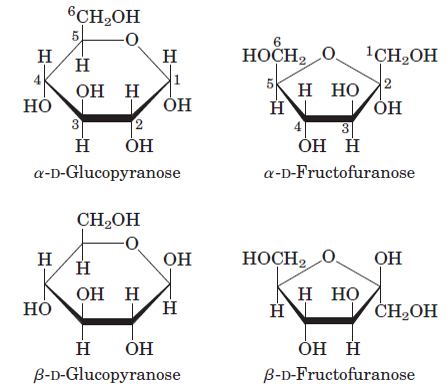 ⁶CH₂OH
5 O
H H H
4 1
OH H
HO OH
3 2
H OH
α-D-Glucopyranose
6
HOCH₂ O ¹CH₂OH
5 2
H HO
H OH
4 3
OH H
α-D-Fructofuranose
CH₂OH
O
H H OH
OH H
HO H
H OH
β-D-Glucopyranose
HOCH₂ O OH
H HO
H CH₂OH
OH H
β-D-Fructofuranose